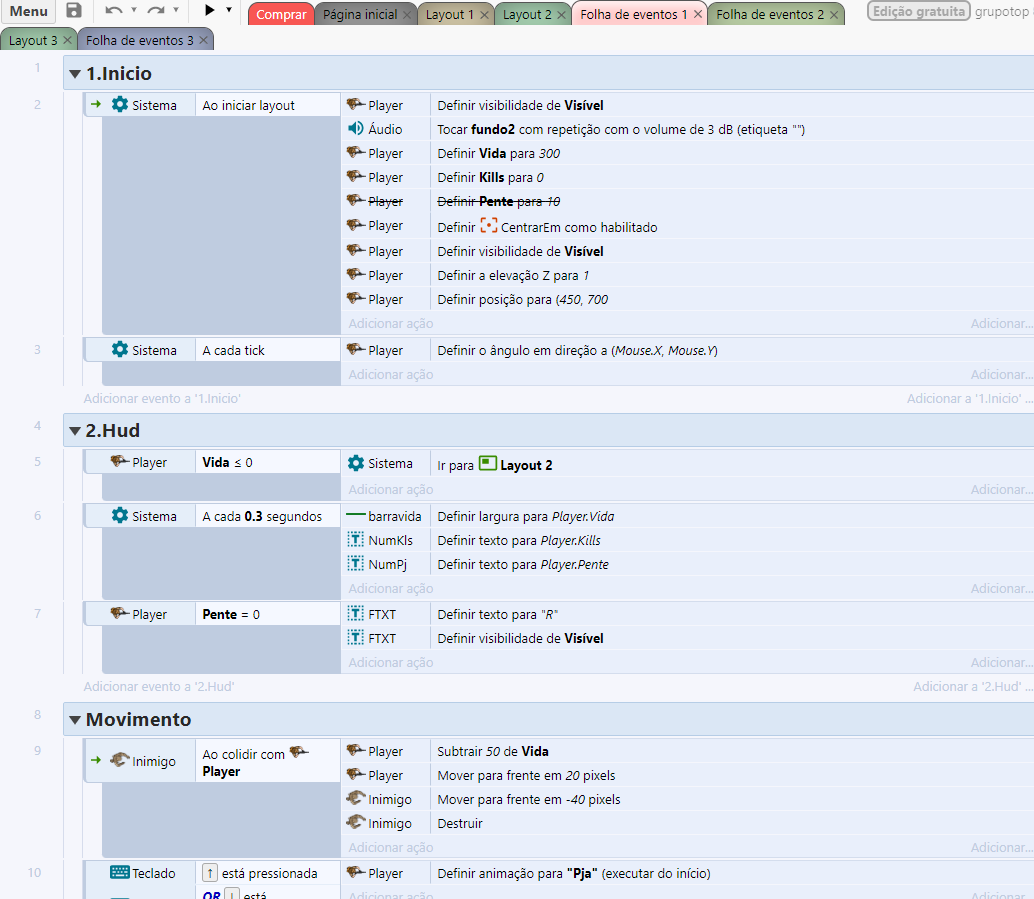 Menu Comprar Página inicial Layout 1 Layout 2 Folha de eventos 1 Folha de eventos 2 Edição gratuita grupotop
Layout 3 Folha de eventos 3
1 1.Inicio
2 Sistema Ao iniciar layout Player Definir visibilidade de Visível
Áudio Tocar fundo2 com repetição com o volume de 3 dB (etiqueta "")
Player Definir Vida para 300
Player Definir Kills para 0
Player Definir Pente para 10
Player Definir CentrarEm como habilitado
Player Definir visibilidade de Visível
Player Definir a elevação Z para 1
Player Definir posição para (450, 700
Adicionar ação Adicionar...
3 Sistema A cada tick Player Definir o ângulo em direção a (Mouse.X, Mouse.Y)
Adicionar ação Adicionar...
Adicionar evento a '1.Inicio' Adicionar a '1.Inicio' ...
4 2.Hud
5 Player Vida ≤ 0 Sistema Ir para Layout 2
Adicionar ação Adicionar...
6 Sistema A cada 0.3 segundos barravida Definir largura para Player.Vida
NumKls Definir texto para Player.Kills
NumPj Definir texto para Player.Pente
Adicionar ação Adicionar...
7 Player Pente = 0 FTXT Definir texto para "R"
FTXT Definir visibilidade de Visível
Adicionar ação Adicionar...
Adicionar evento a '2.Hud' Adicionar a '2.Hud' ...
8 Movimento
9 Inimigo Ao colidir com Player Player Subtrair 50 de Vida
Player Mover para frente em 20 pixels
Inimigo Mover para frente em -40 pixels
Inimigo Destruir
Adicionar ação Adicionar...
10 Teclado ↑ está pressionada Player Definir animação para "Pja" (executar do início)
OR está Adicionar ação Adicionar...